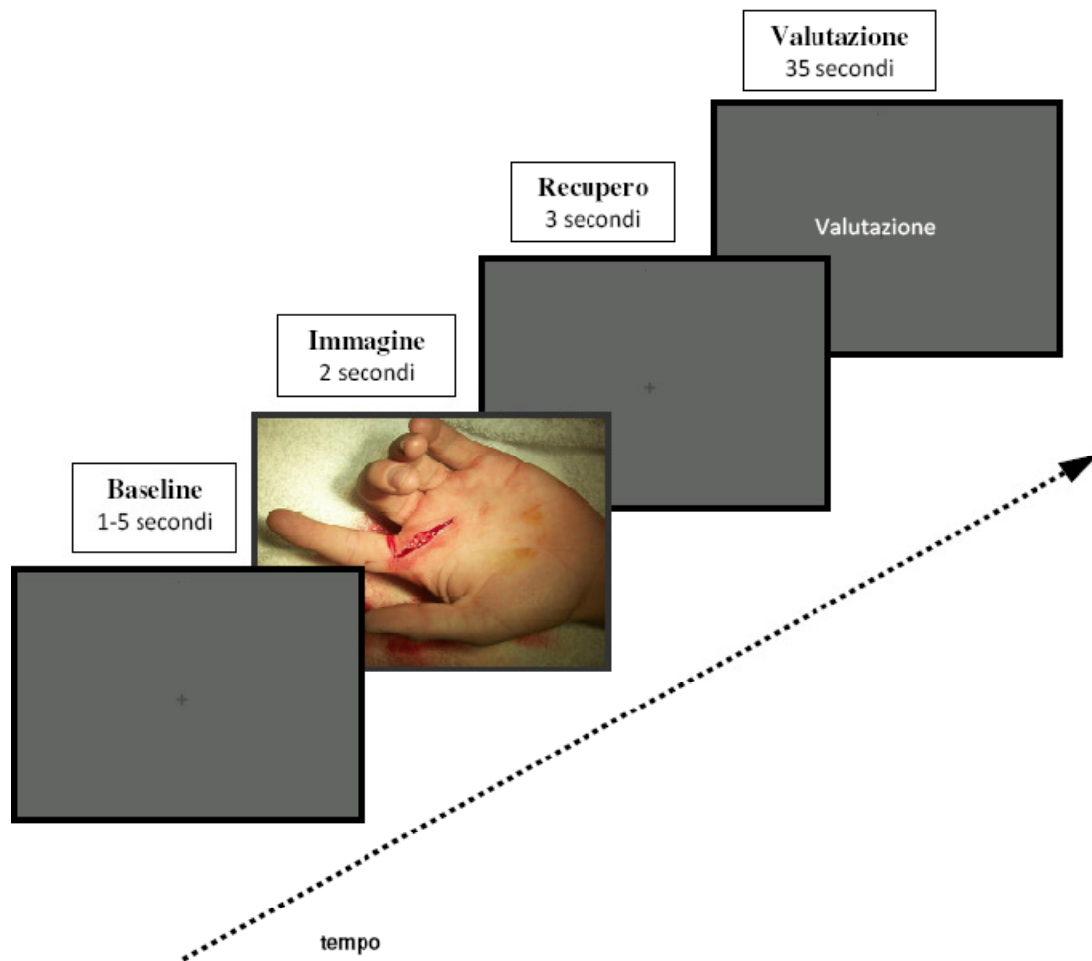 Valutazione
35 secondi
Valutazione
Recupero
3 secondi
Immagine
2 secondi
Baseline
1-5 secondi
tempo